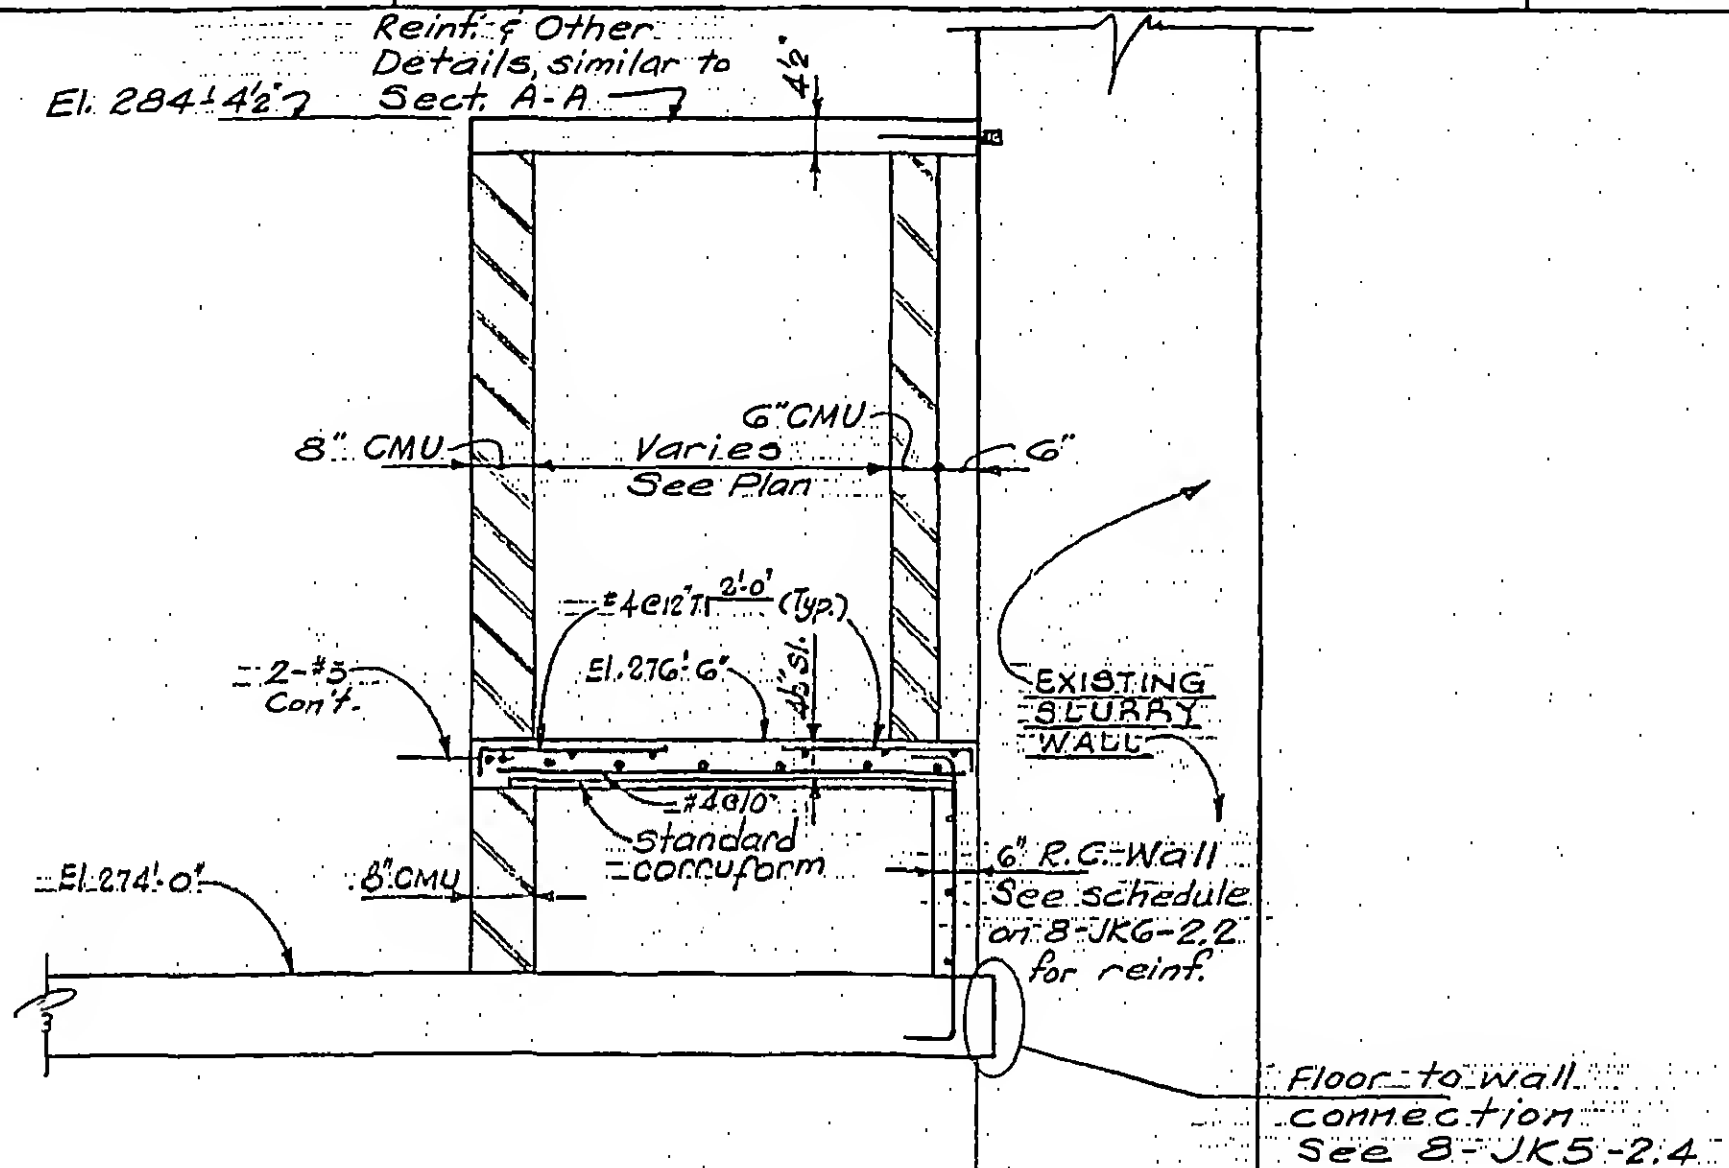 Reinf. & Other
Details, similar to
Sect. A-A
El. 284'-4½"
4½"
8" CMU
Varies
See Plan
6" CMU
6"
#4@12" T 2'-0" (Typ.)
2-#5
Con't.
El. 276'-6"
4½" Sl.
EXISTING
SLURRY
WALL
#4@10"
Standard
corruform
El. 274'-0"
8" CMU
6" R.C. Wall
See schedule
on 8-JK6-2.2
for reinf.
Floor to wall
connection
See 8-JK5-2.4